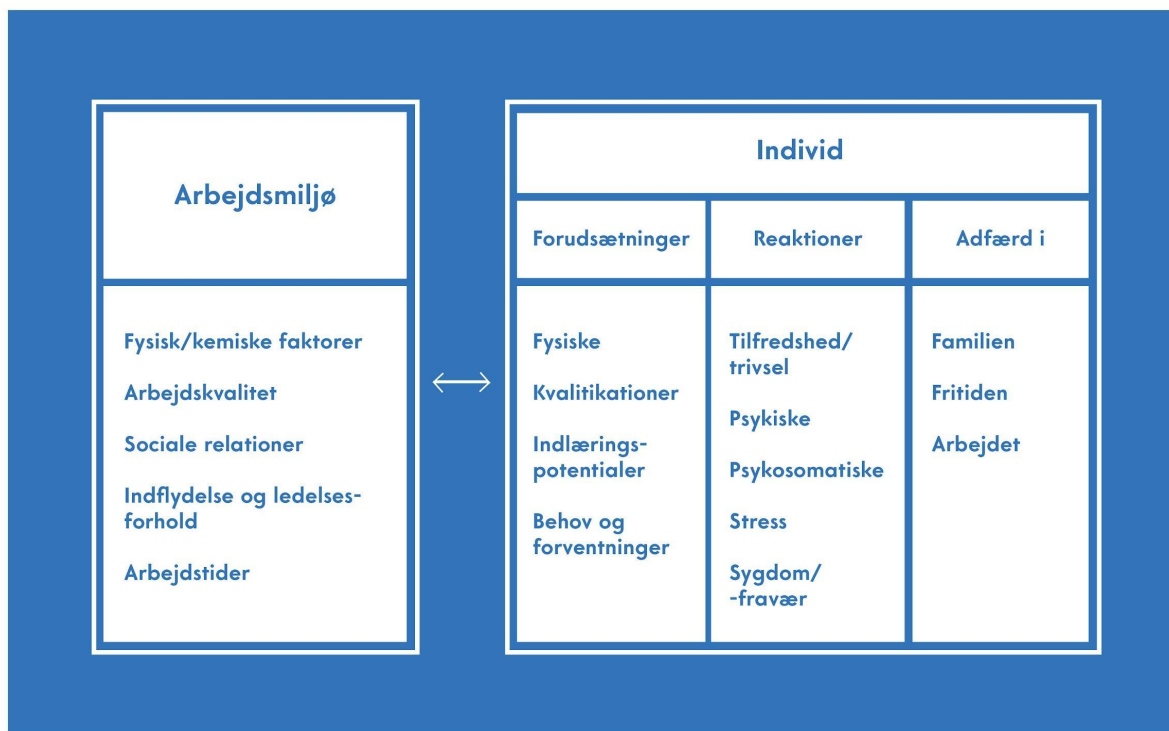 Arbejdsmiljø
Fysisk/kemiske faktorer
Arbejdskvalitet
Sociale relationer
Indflydelse og ledelses-
forhold
Arbejdstider
Individ
Forudsætninger
Fysiske
Kvalitikationer
Indlærings-
potentialer
Behov og
forventninger
Reaktioner
Tilfredshed/
trivsel
Psykiske
Psykosomatiske
Stress
Sygdom/
-fravær
Adfærd i
Familien
Fritiden
Arbejdet